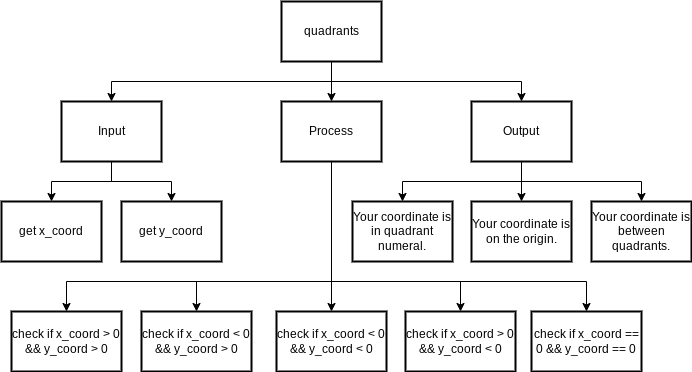 quadrants
Input
Process
Output
get x_coord
get y_coord
Your coordinate is
in quadrant
numeral.
Your coordinate is
on the origin.
Your coordinate is
between
quadrants.
check if x_coord > 0
&& y_coord > 0
check if x_coord < 0
&& y_coord > 0
check if x_coord < 0
&& y_coord < 0
check if x_coord > 0
&& y_coord < 0
check if x_coord ==
0 && y_coord == 0